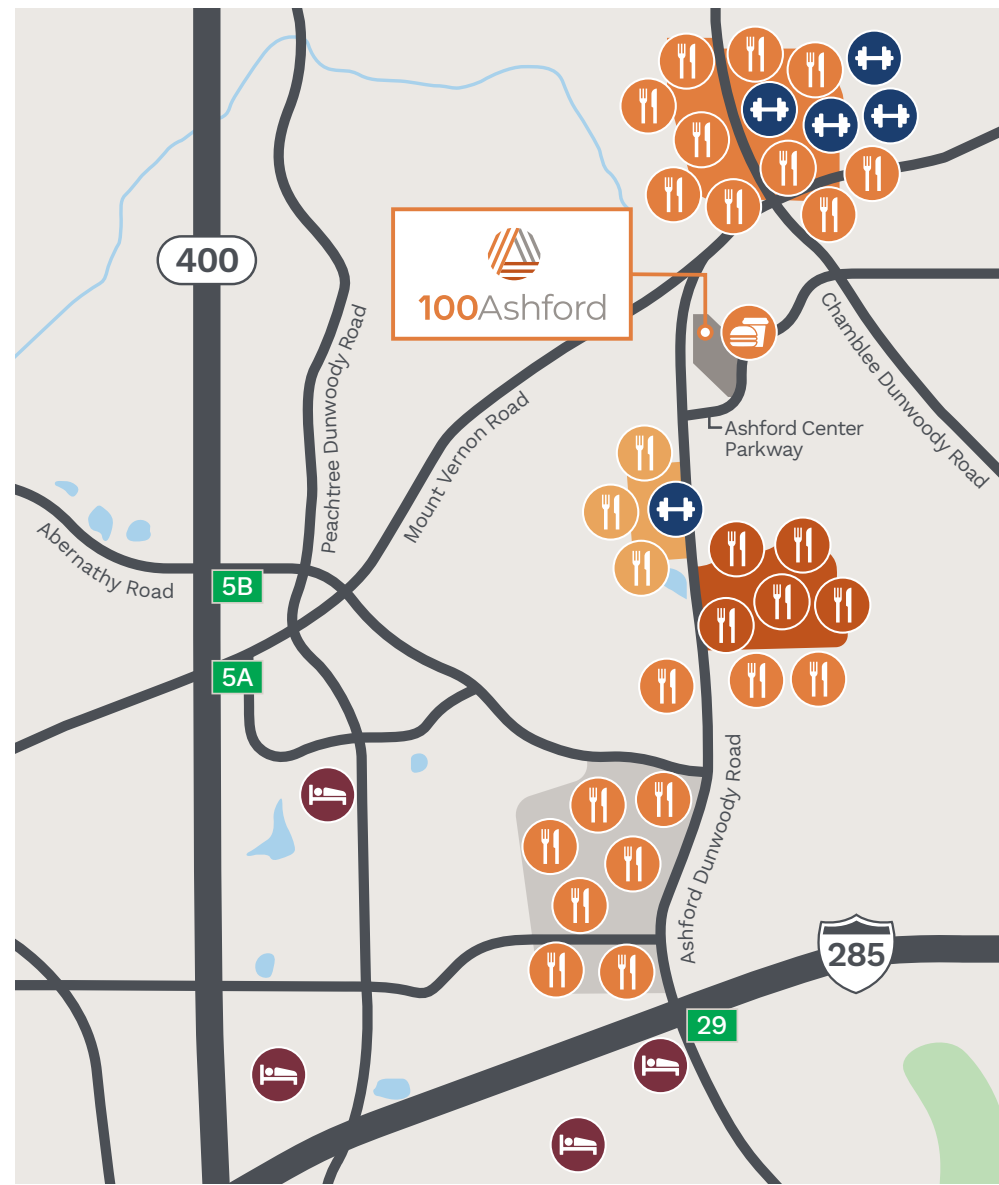 400
100Ashford
Peachtree Dunwoody Road
Mount Vernon Road
Chamblee Dunwoody Road
Ashford Center
Parkway
Abernathy Road
5B
5A
Ashford Dunwoody Road
285
29